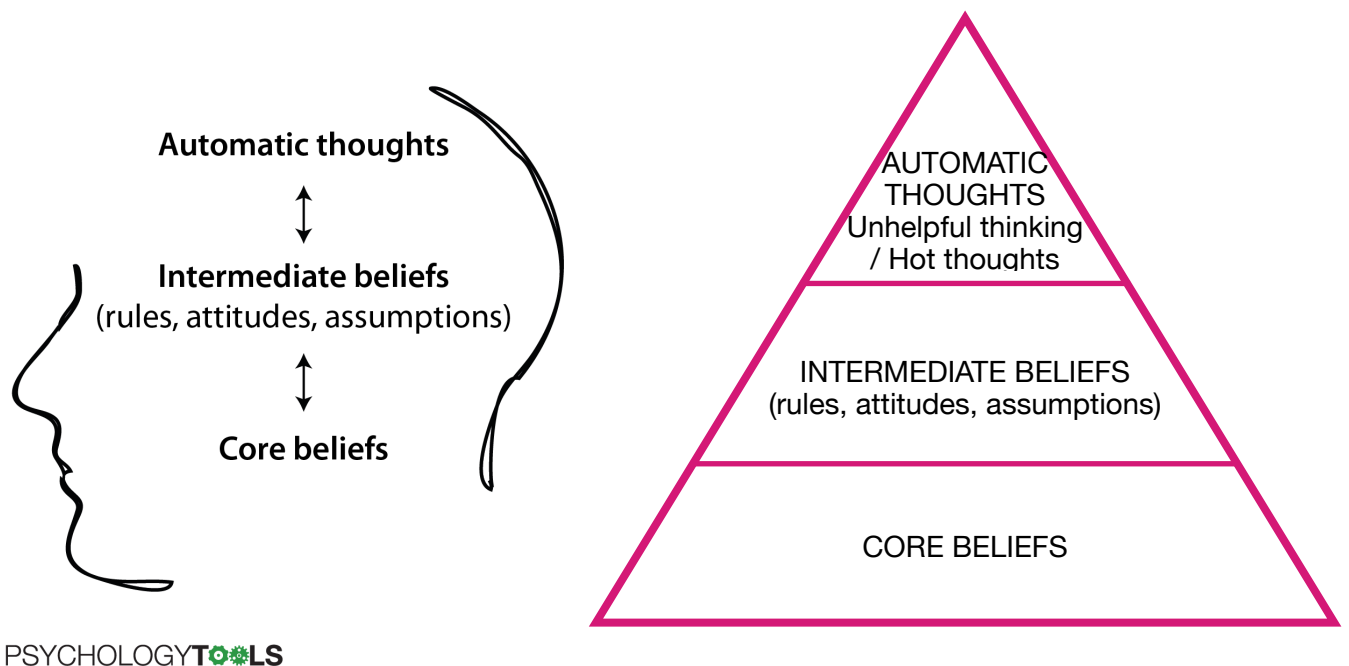 Automatic thoughts
Intermediate beliefs
(rules, attitudes, assumptions)
Core beliefs
PSYCHOLOGYTOOLS
AUTOMATIC
THOUGHTS
Unhelpful thinking
/ Hot thoughts
INTERMEDIATE BELIEFS
(rules, attitudes, assumptions)
CORE BELIEFS